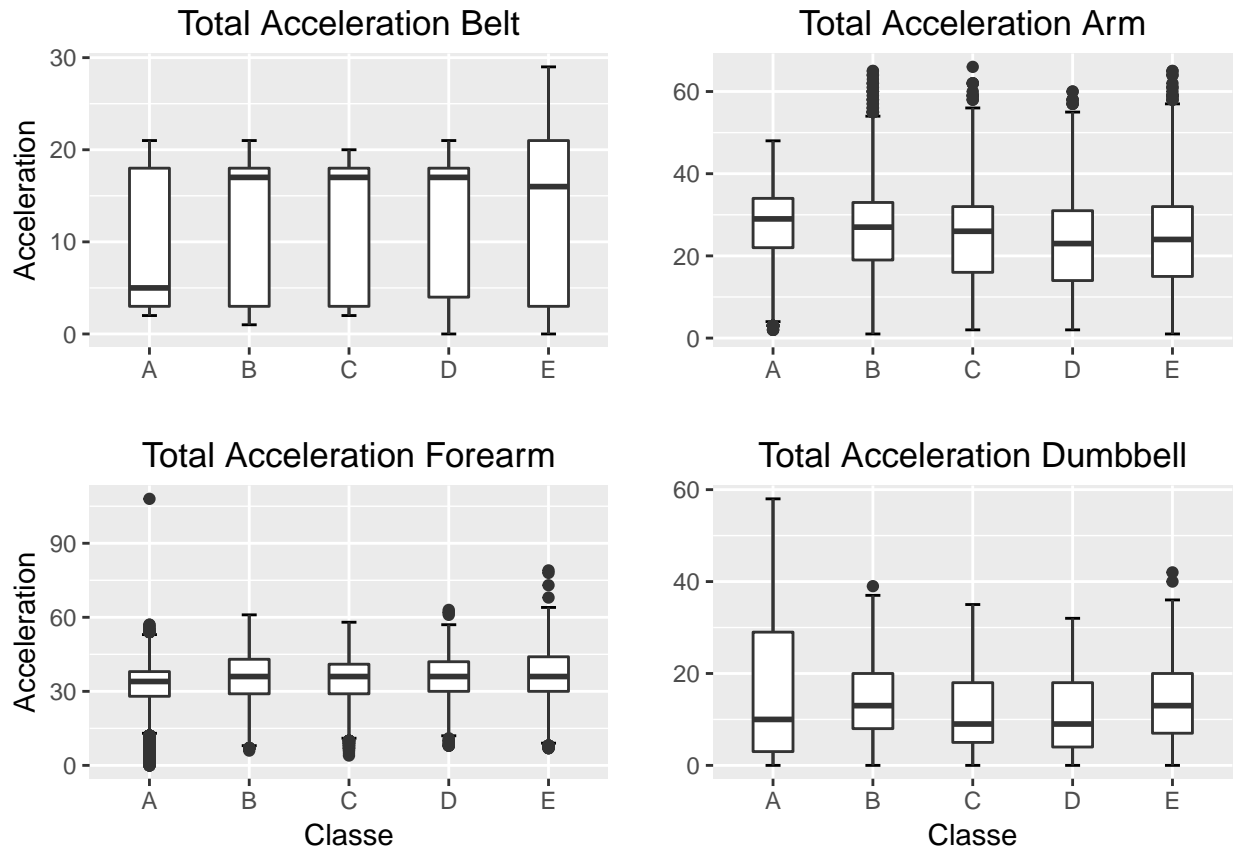 Total Acceleration Belt
Acceleration
30
20
10
0
A B C D E
Total Acceleration Arm
60
40
20
0
A B C D E
Total Acceleration Forearm
Acceleration
90
60
30
0
A B C D E
Classe
Total Acceleration Dumbbell
60
40
20
0
A B C D E
Classe